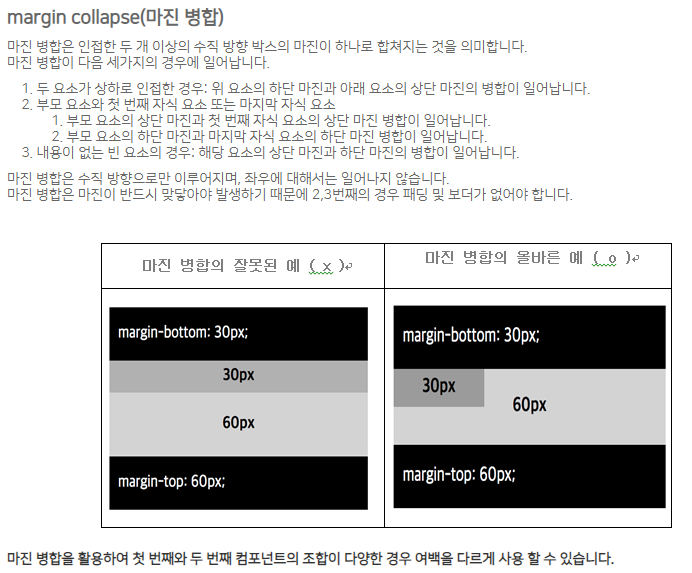 margin collapse(마진 병합)
마진 병합은 인접한 두 개 이상의 수직 방향 박스의 마진이 하나로 합쳐지는 것을 의미합니다.
마진 병합이 다음 세가지의 경우에 일어납니다.
1. 두 요소가 상하로 인접한 경우: 위 요소의 하단 마진과 아래 요소의 상단 마진의 병합이 일어납니다.
2. 부모 요소와 첫 번째 자식 요소 또는 마지막 자식 요소
1. 부모 요소의 상단 마진과 첫 번째 자식 요소의 상단 마진 병합이 일어납니다.
2. 부모 요소의 하단 마진과 마지막 자식 요소의 하단 마진 병합이 일어납니다.
3. 내용이 없는 빈 요소의 경우: 해당 요소의 상단 마진과 하단 마진의 병합이 일어납니다.
마진 병합은 수직 방향으로만 이루어지며, 좌우에 대해서는 일어나지 않습니다.
마진 병합은 마진이 반드시 맞닿아야 발생하기 때문에 2,3번째의 경우 패딩 및 보더가 없어야 합니다.
마진 병합의 잘못된 예 ( x )↵
마진 병합의 올바른 예 ( o )↵
margin-bottom: 30px;
30px
60px
margin-top: 60px;
margin-bottom: 30px;
30px
60px
margin-top: 60px;
마진 병합을 활용하여 첫 번째와 두 번째 컴포넌트의 조합이 다양한 경우 여백을 다르게 사용 할 수 있습니다.